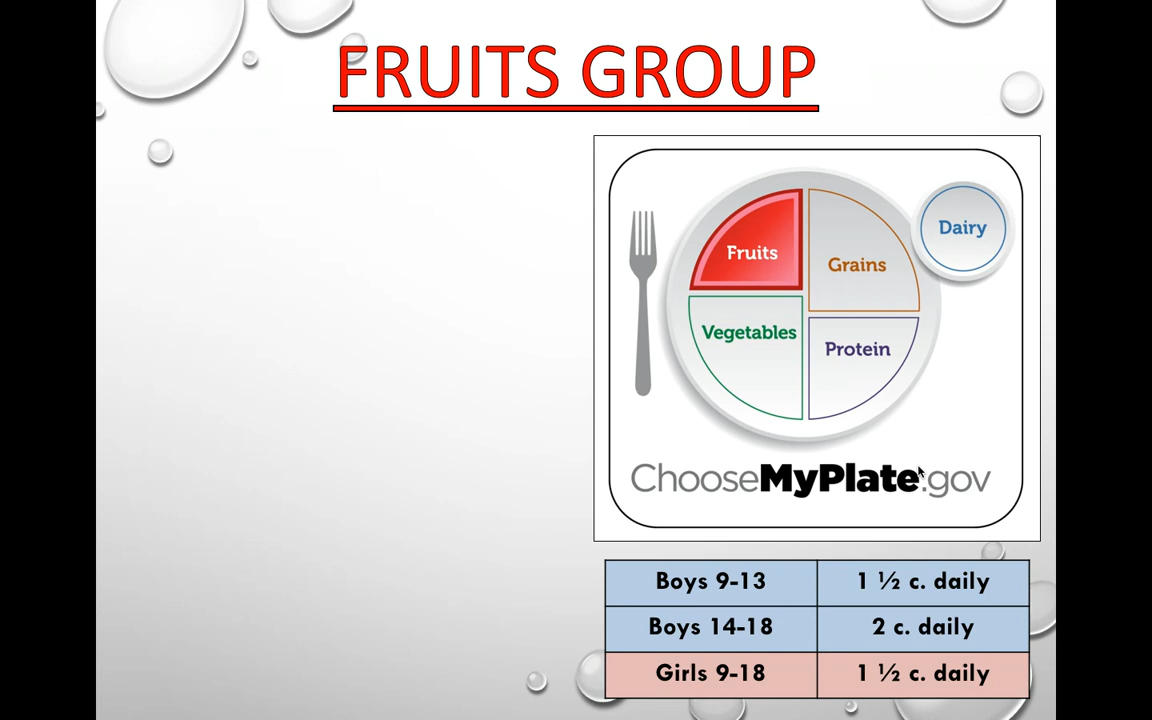 FRUITS GROUP
Fruits
Grains
Dairy
Vegetables
Protein
ChooseMyPlate.gov
Boys 9-13 1 ½ c. daily
Boys 14-18 2 c. daily
Girls 9-18 1 ½ c. daily